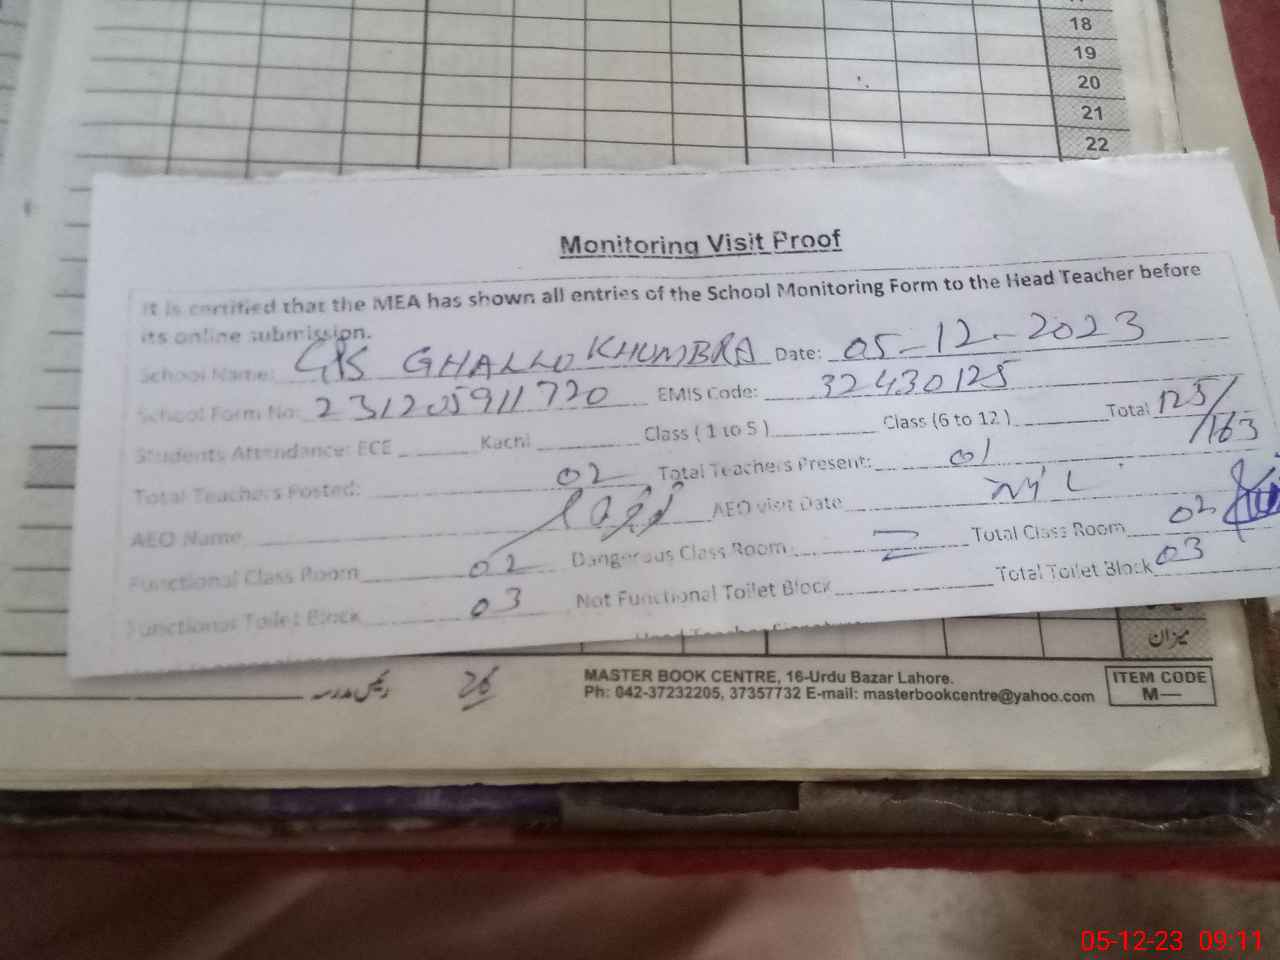 18
19
20
21
22
Monitoring Visit Proof
It is certified that the MEA has shown all entries of the School Monitoring Form to the Head Teacher before
its online submission.
School Name: GPS GHALLO KHUMBRA Date: 05-12-2023
School Form No: 231205911720 EMIS Code: 32430125
Students Attendance: ECE Kachi Class ( 1 to 5 ) Class (6 to 12 ) Total 125/163
Total Teachers Posted: 02 Total Teachers Present: 01
AEO Name AEO visit Date Nil
Functional Class Room 02 Dangerous Class Room Total Class Room 02
Functional Toilet Block 03 Not Functional Toilet Block Total Toilet Block 03
Head Teacher Signature
میزان
رئیس مدرسہ 26
MASTER BOOK CENTRE, 16-Urdu Bazar Lahore.
Ph: 042-37232205, 37357732 E-mail: masterbookcentre@yahoo.com
ITEM CODE
M—
05-12-23 09:11